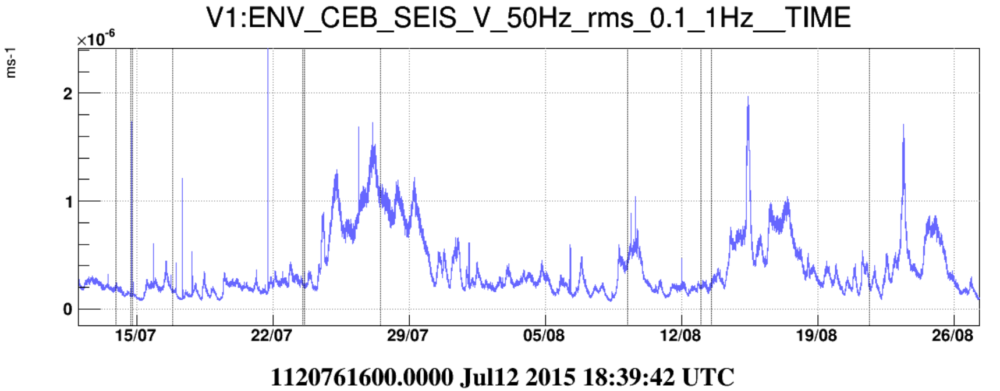 V1:ENV_CEB_SEIS_V_50Hz_rms_0.1_1Hz__TIME
×10-6
ms-1
2
1
0
15/07 22/07 29/07 05/08 12/08 19/08 26/08
1120761600.0000 Jul12 2015 18:39:42 UTC